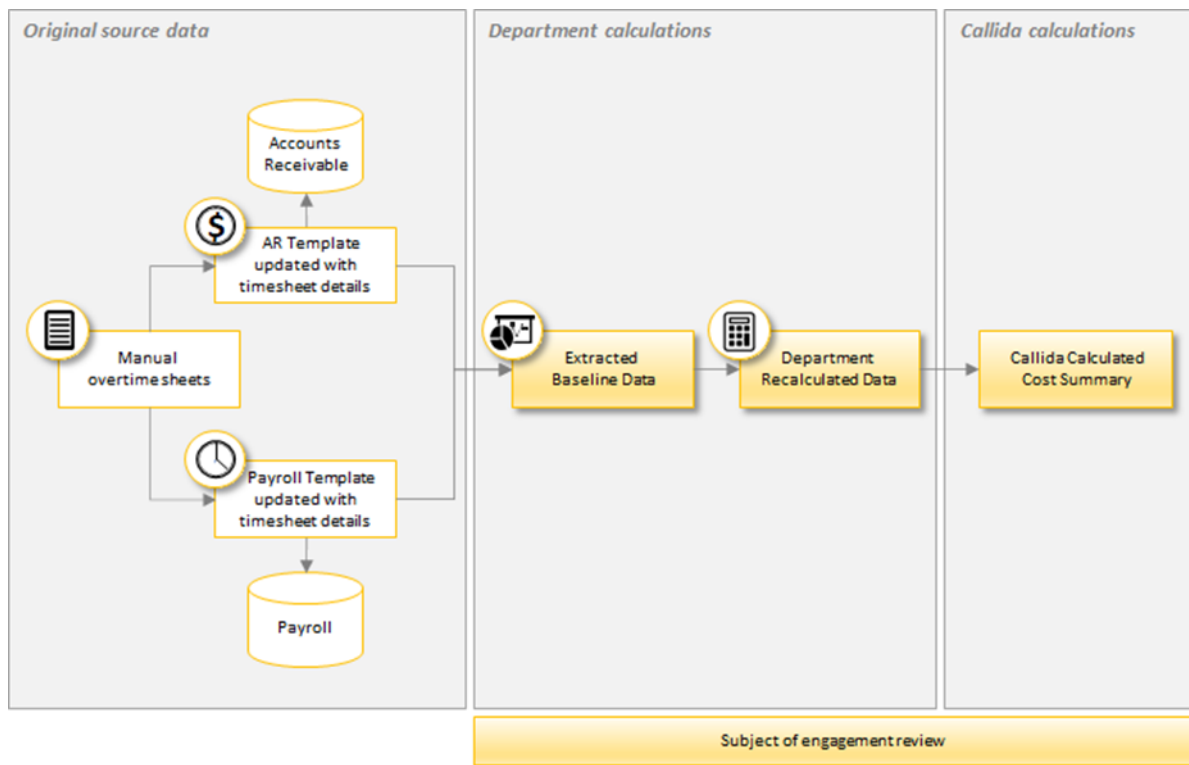 Original source data
Department calculations
Callida calculations
Accounts
Receivable
$
AR Template
updated with
timesheet details
Manual
overtime sheets
Extracted
Baseline Data
Department
Recalculated Data
Callida Calculated
Cost Summary
Payroll Template
updated with
timesheet details
Payroll
Subject of engagement review